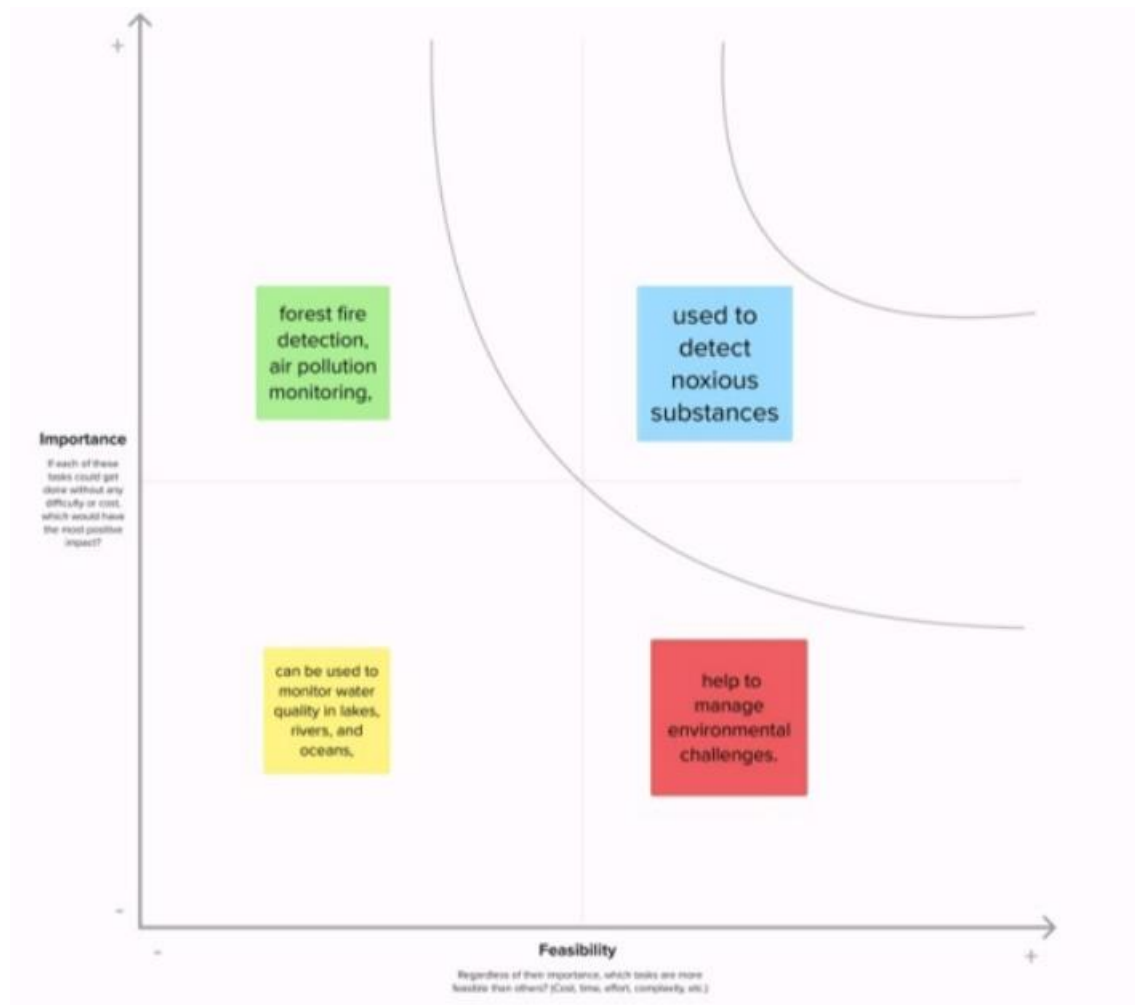 +
forest fire
detection,
air pollution
monitoring,
used to
detect
noxious
substances
Importance
If each of these
tasks could get
done without any
difficulty or cost,
which would have
the most positive
impact?
can be used to
monitor water
quality in lakes,
rivers, and
oceans,
help to
manage
environmental
challenges.
-
-
Feasibility
+
Regardless of their importance, which tasks are more
feasible than others? (Cost, time, effort, complexity, etc.)